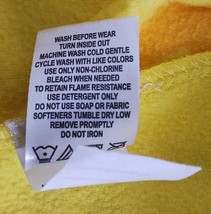 WASH BEFORE WEAR
TURN INSIDE OUT
MACHINE WASH COLD GENTLE
CYCLE WASH WITH LIKE COLORS
USE ONLY NON-CHLORINE
BLEACH WHEN NEEDED
TO RETAIN FLAME RESISTANCE
USE DETERGENT ONLY
DO NOT USE SOAP OR FABRIC
SOFTENERS TUMBLE DRY LOW
REMOVE PROMPTLY
DO NOT IRON